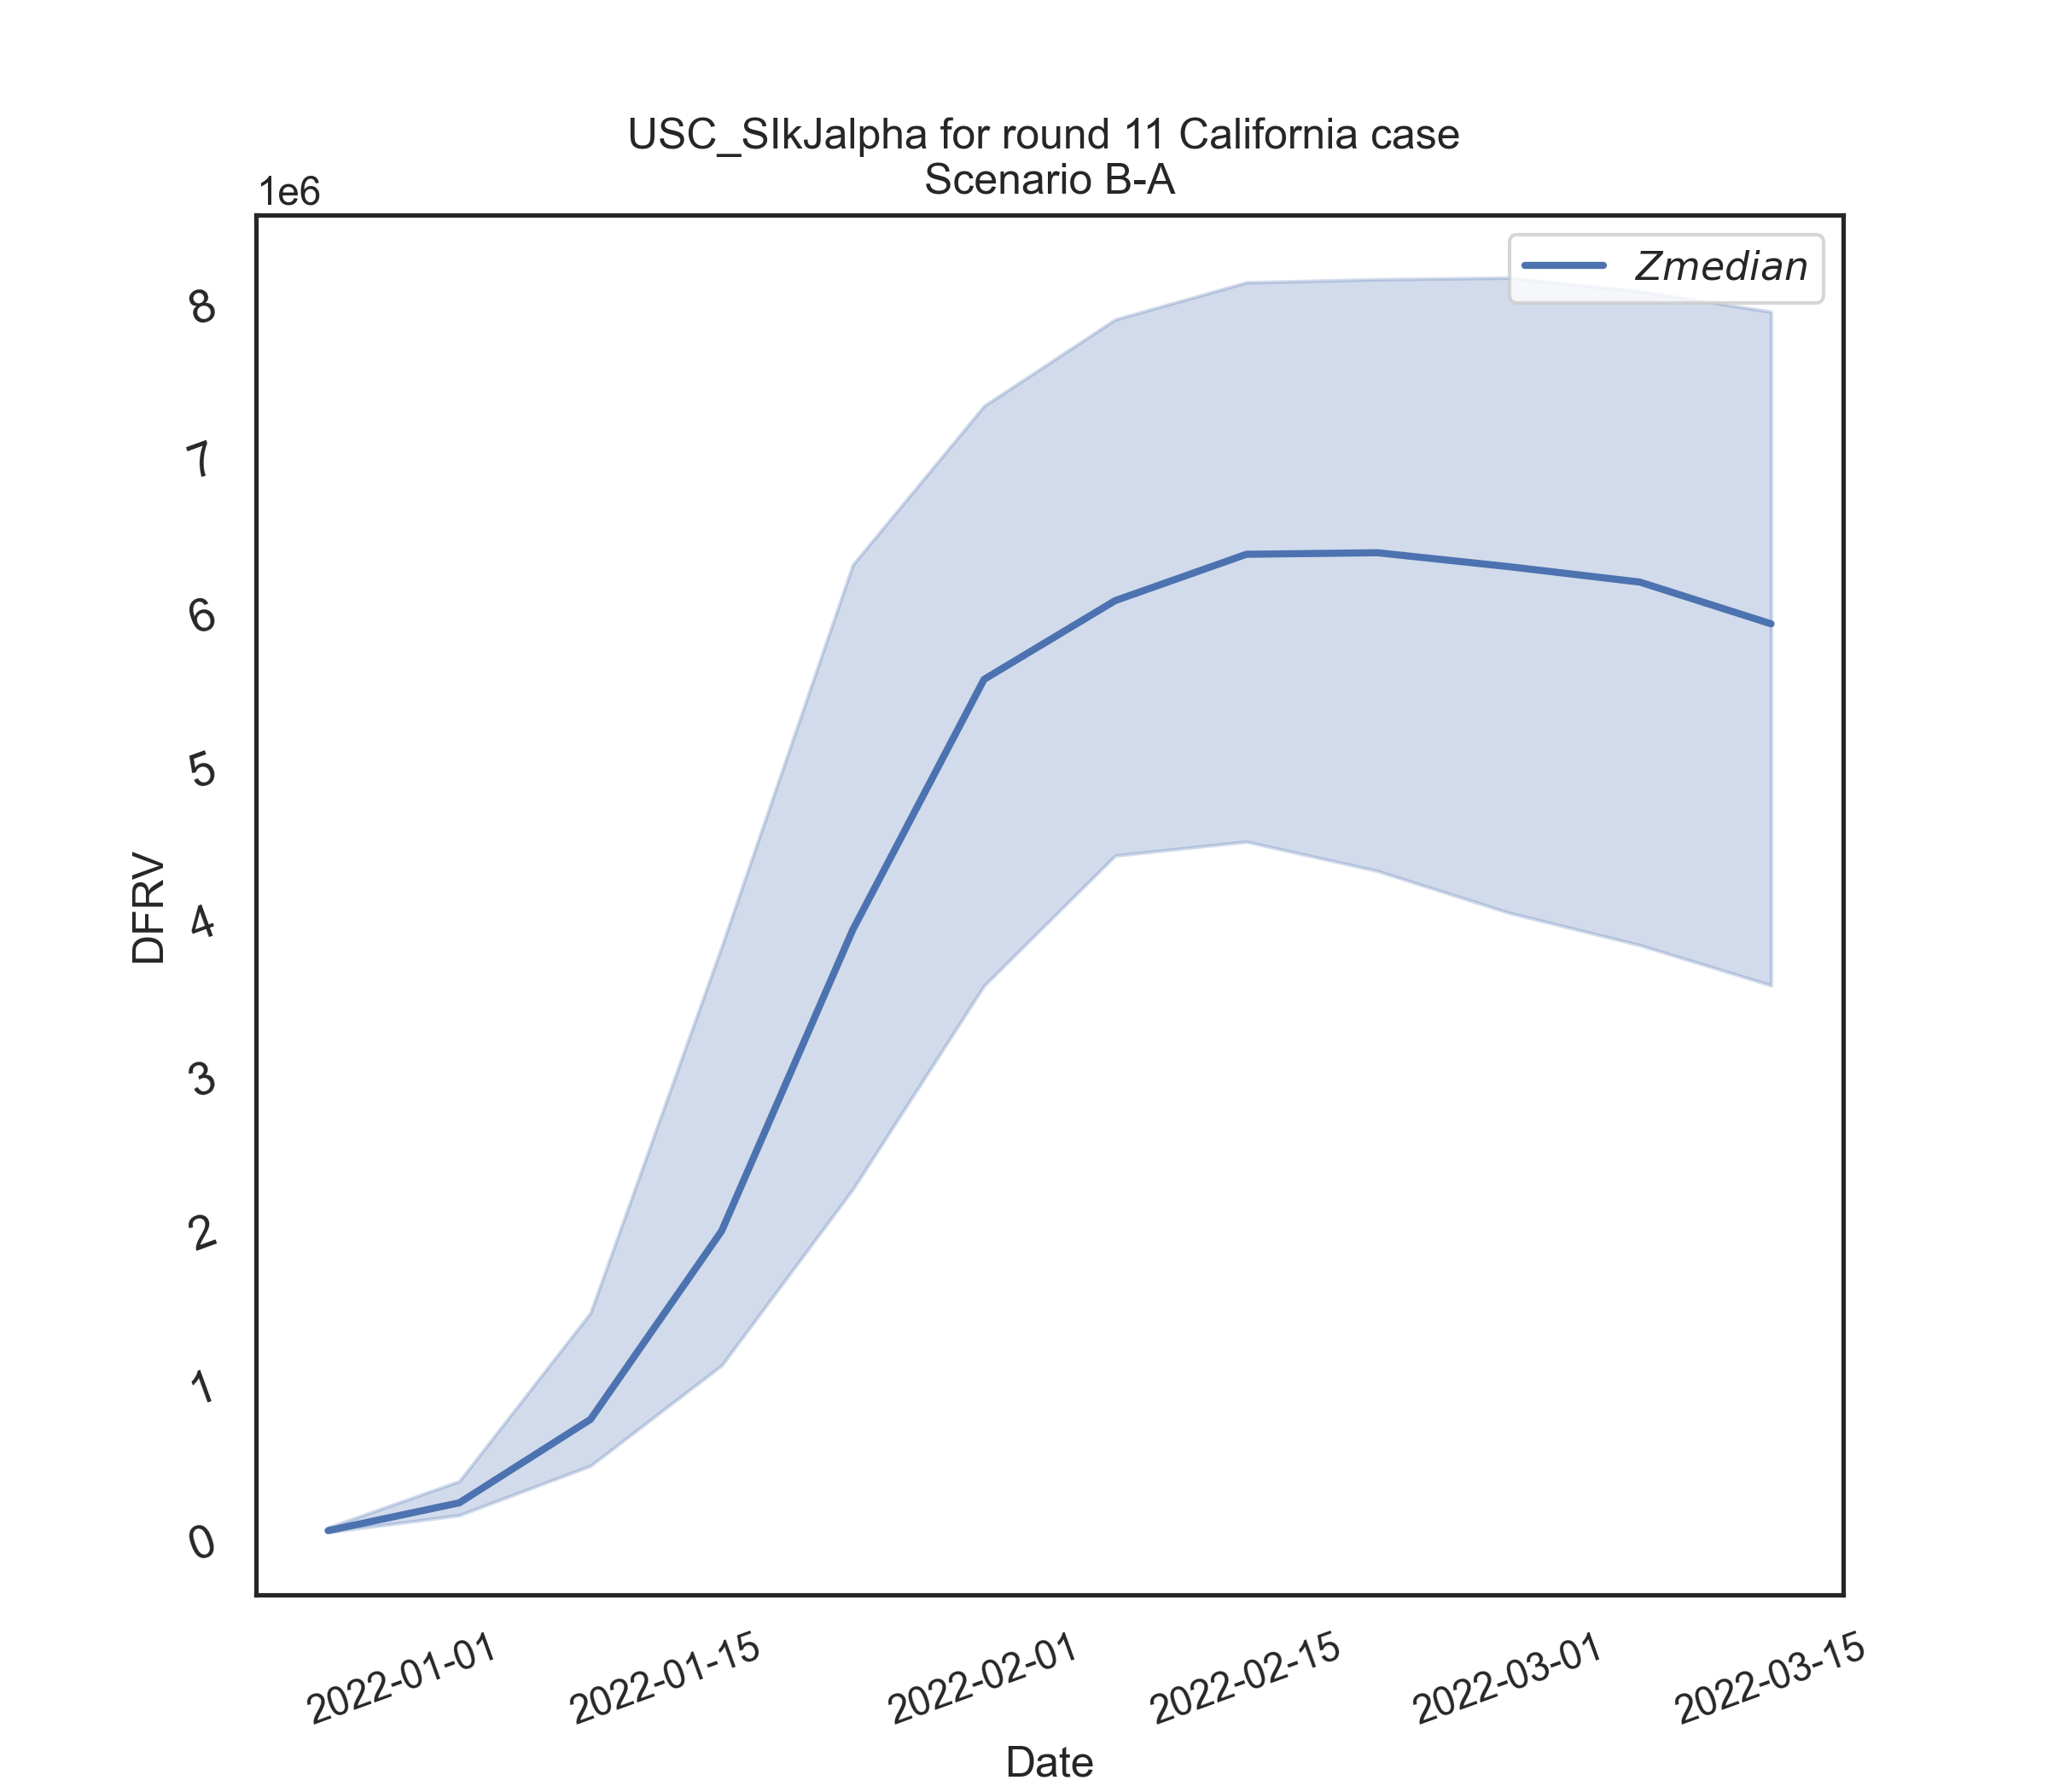 USC_SIkJalpha for round 11 California case
Scenario B-A
1e6
Zmedian
8
7
6
5
4
3
2
1
0
DFRV
2022-01-01
2022-01-15
2022-02-01
2022-02-15
2022-03-01
2022-03-15
Date